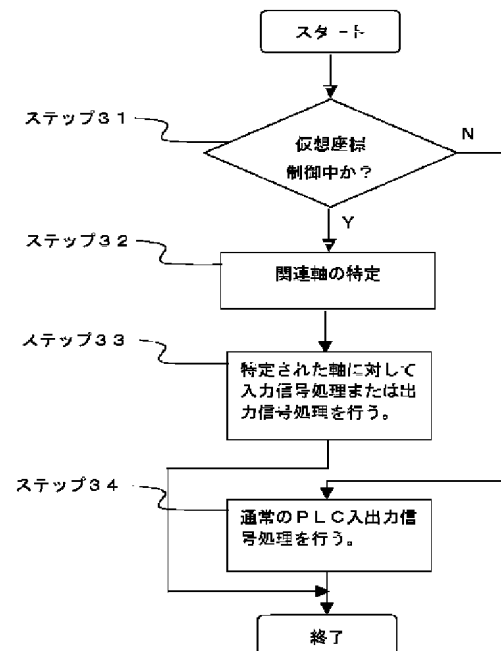 スタート
ステップ31
N
仮想座標
制御中か？
Y
ステップ32
関連軸の特定
ステップ33
特定された軸に対して
入力信号処理または出
力信号処理を行う。
ステップ34
通常のPLC入出力信
号処理を行う。
終了